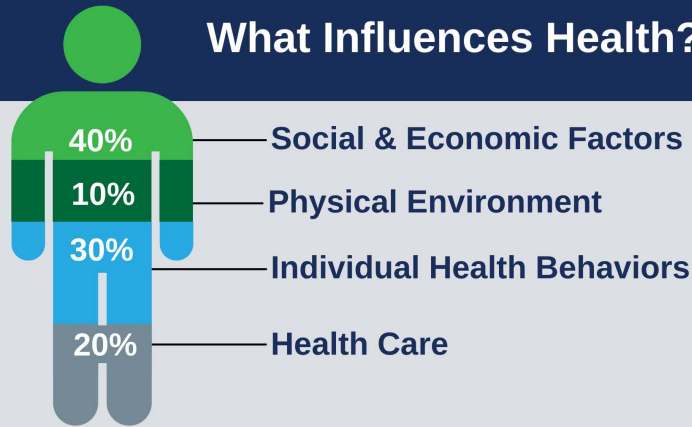 What Influences Health?
40%
Social & Economic Factors
10%
Physical Environment
30%
Individual Health Behaviors
20%
Health Care